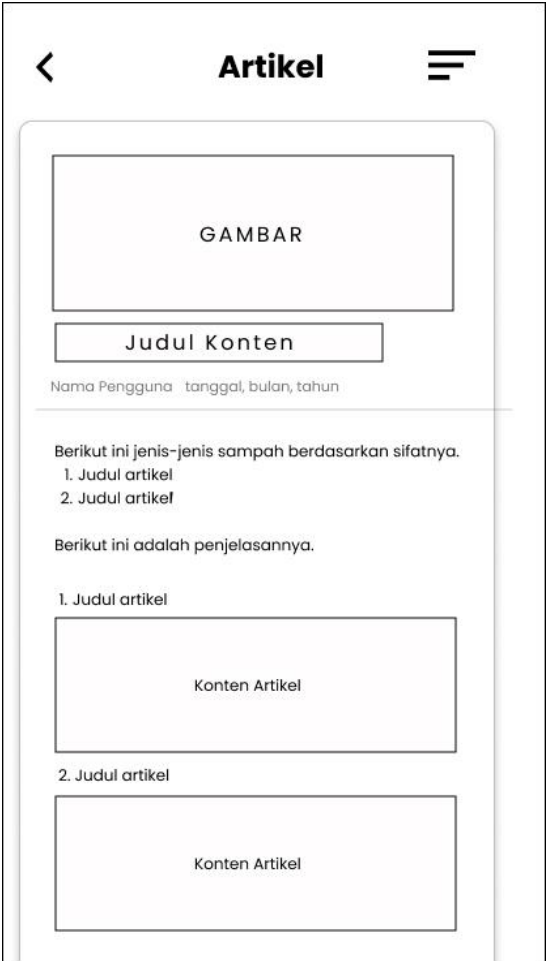 Artikel
GAMBAR
Judul Konten
Nama Pengguna tanggal, bulan, tahun
Berikut ini jenis-jenis sampah berdasarkan sifatnya.
1. Judul artikel
2. Judul artikel
Berikut ini adalah penjelasannya.
1. Judul artikel
Konten Artikel
2. Judul artikel
Konten Artikel